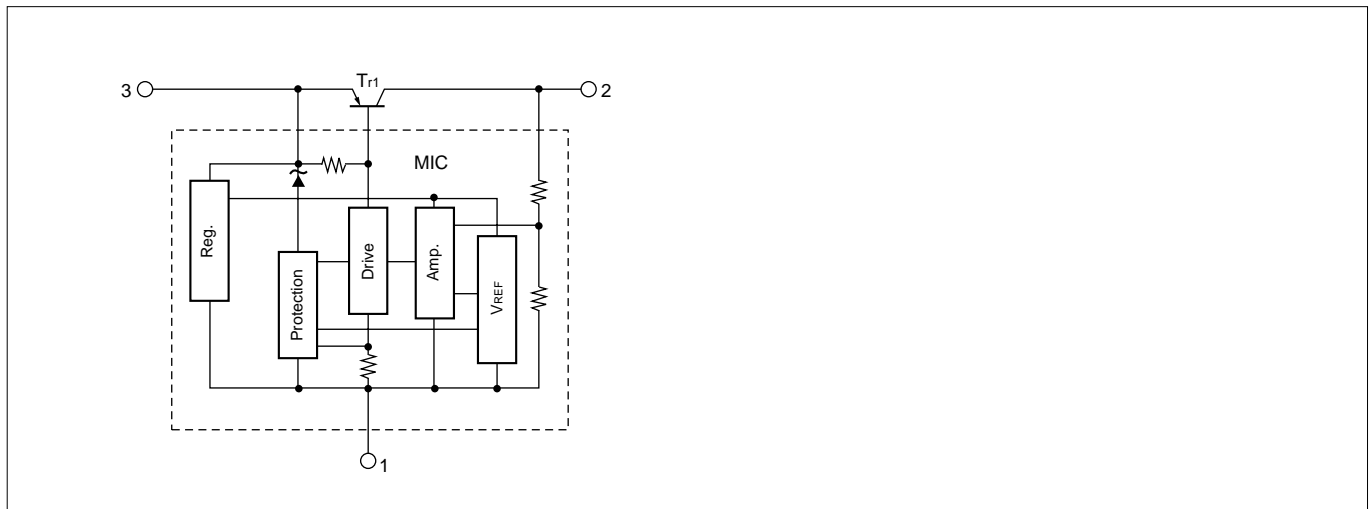 3
Tr1
2
MIC
Reg.
Protection
Drive
Amp.
VREF
1